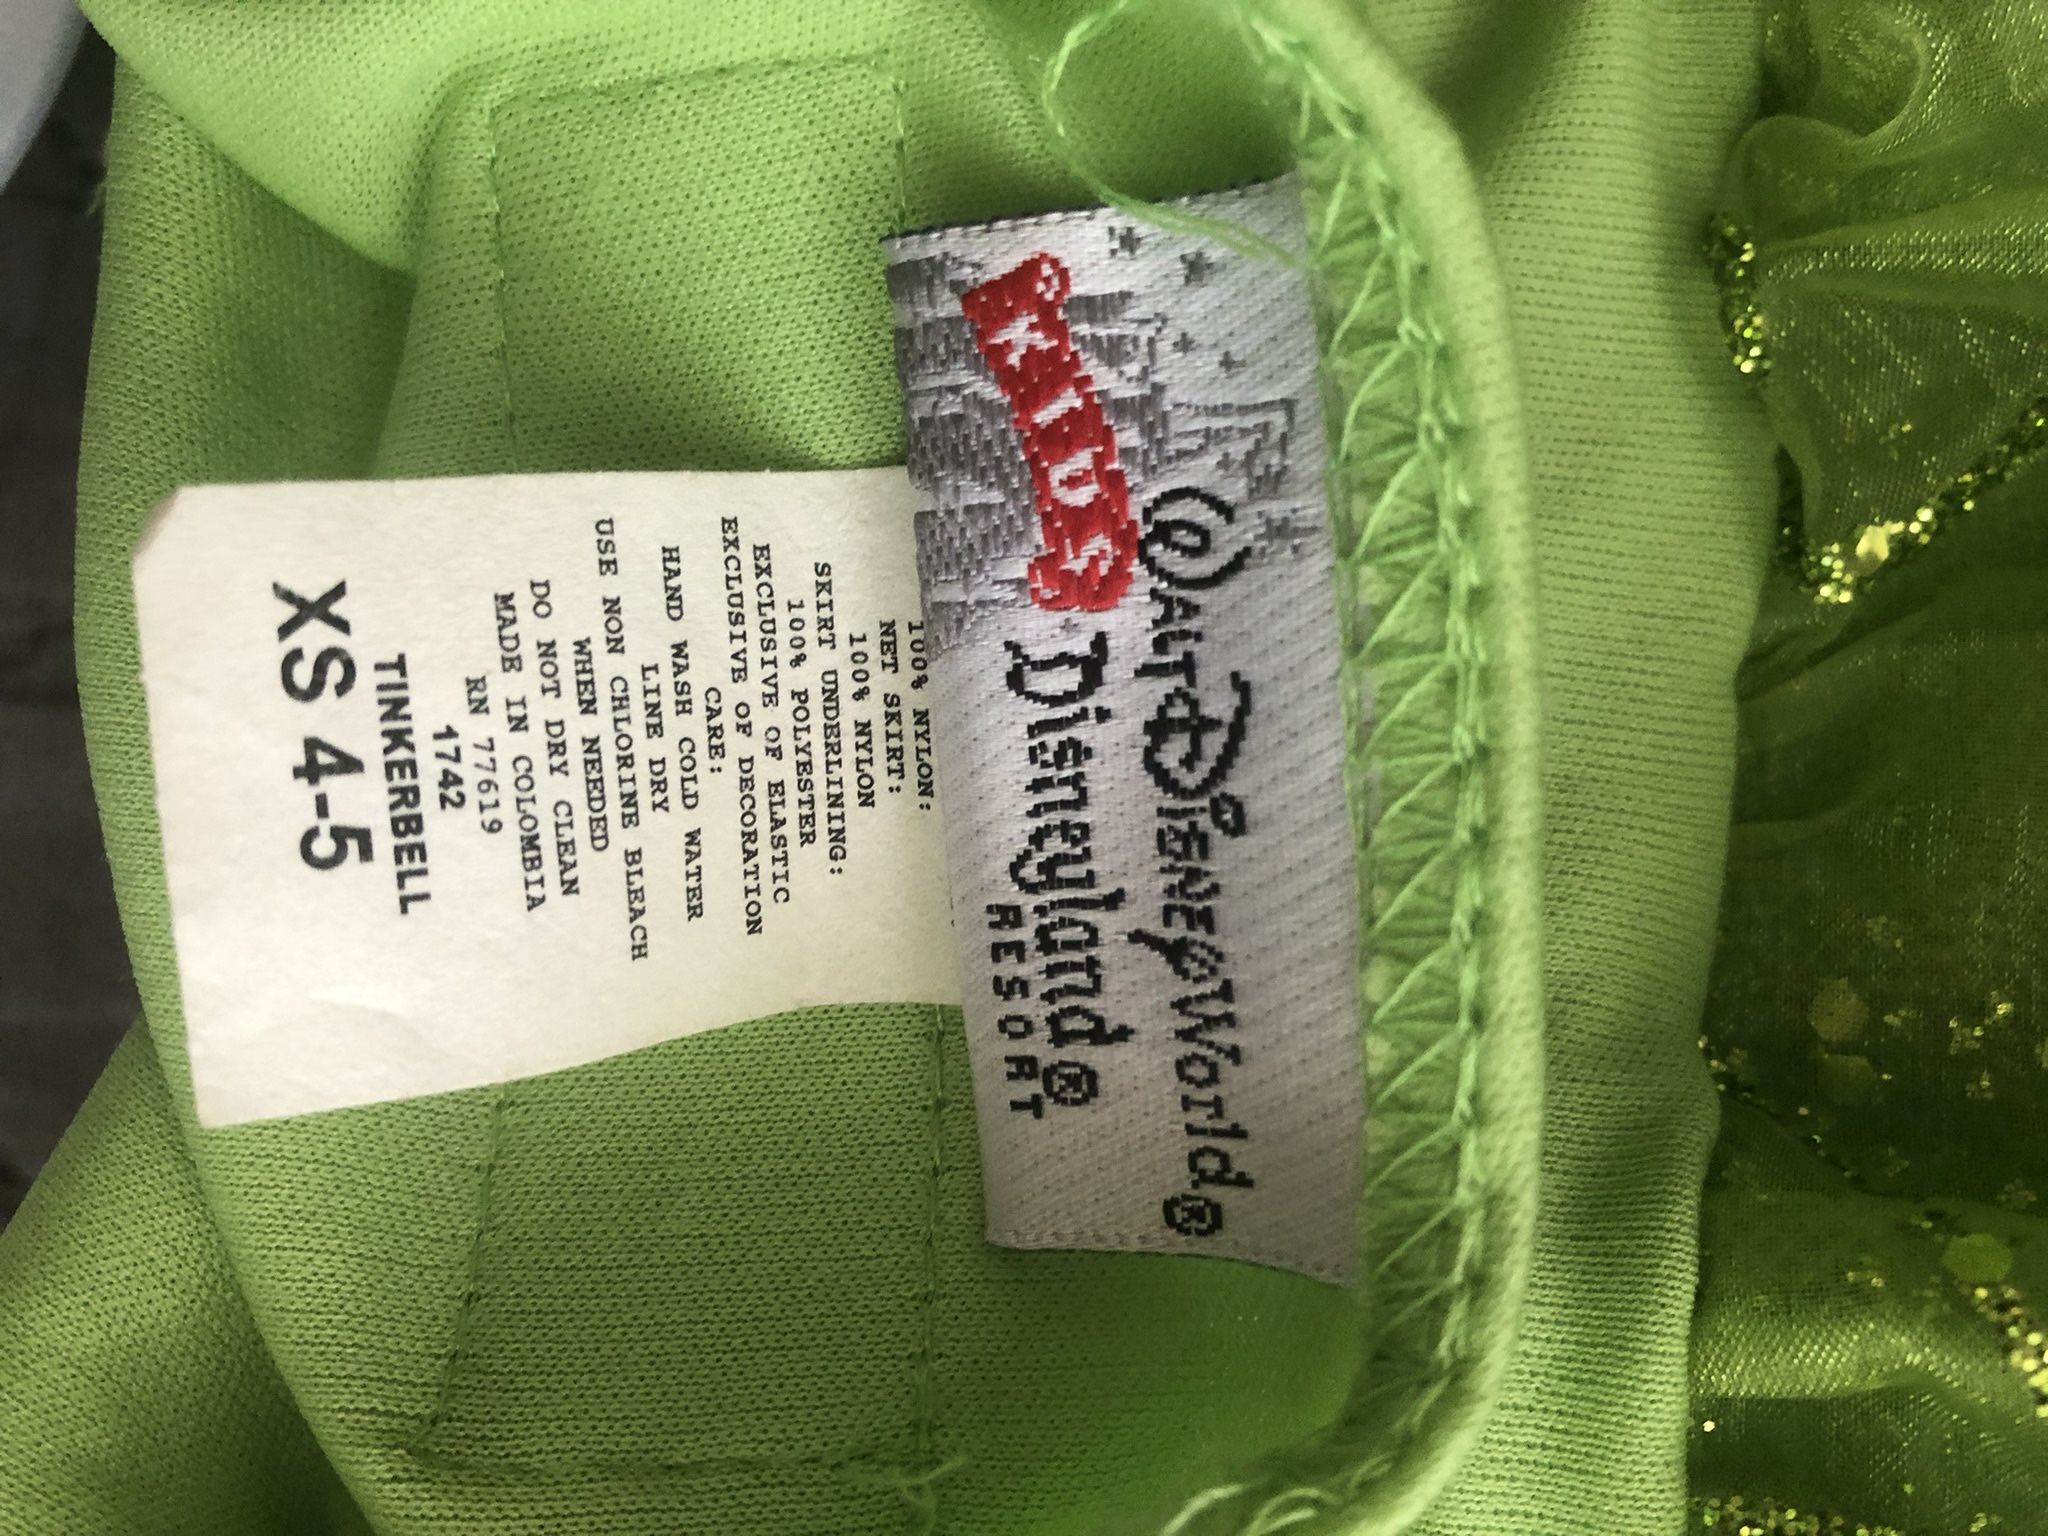 KIDS
Walt Disney World®
Disneyland®
RESORT
100% NYLON:
NET SKIRT:
100% NYLON
SKIRT UNDERLINING:
100% POLYESTER
EXCLUSIVE OF ELASTIC
EXCLUSIVE OF DECORATION
CARE:
HAND WASH COLD WATER
LINE DRY
USE NON CHLORINE BLEACH
WHEN NEEDED
DO NOT DRY CLEAN
MADE IN COLOMBIA
RN 77619
1742
TINKERBELL
XS 4-5